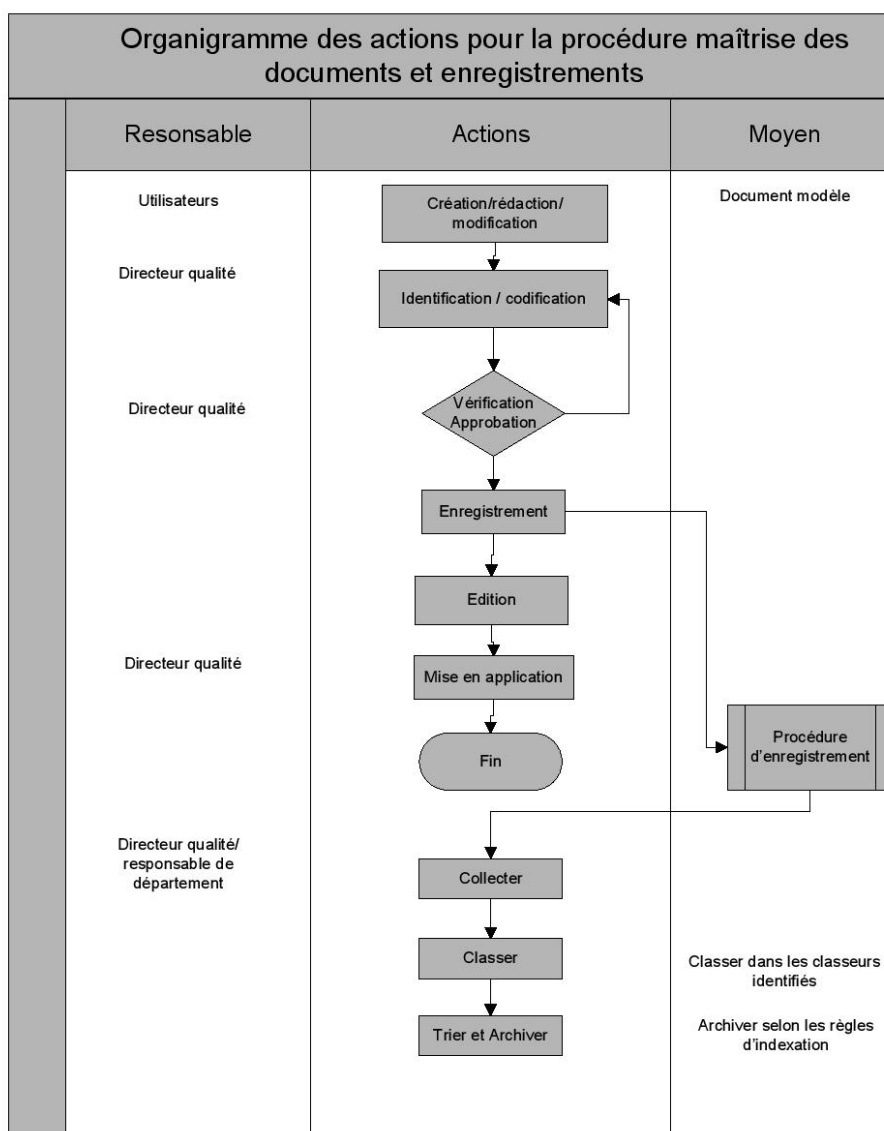 Organigramme des actions pour la procédure maîtrise des
documents et enregistrements
Resonsable
Actions
Moyen
Utilisateurs
Création/rédaction/
modification
Document modèle
Directeur qualité
Identification / codification
Directeur qualité
Vérification
Approbation
Enregistrement
Edition
Directeur qualité
Mise en application
Fin
Procédure
d'enregistrement
Directeur qualité/
responsable de
département
Collecter
Classer
Classer dans les classeurs
identifiés
Trier et Archiver
Archiver selon les règles
d'indexation